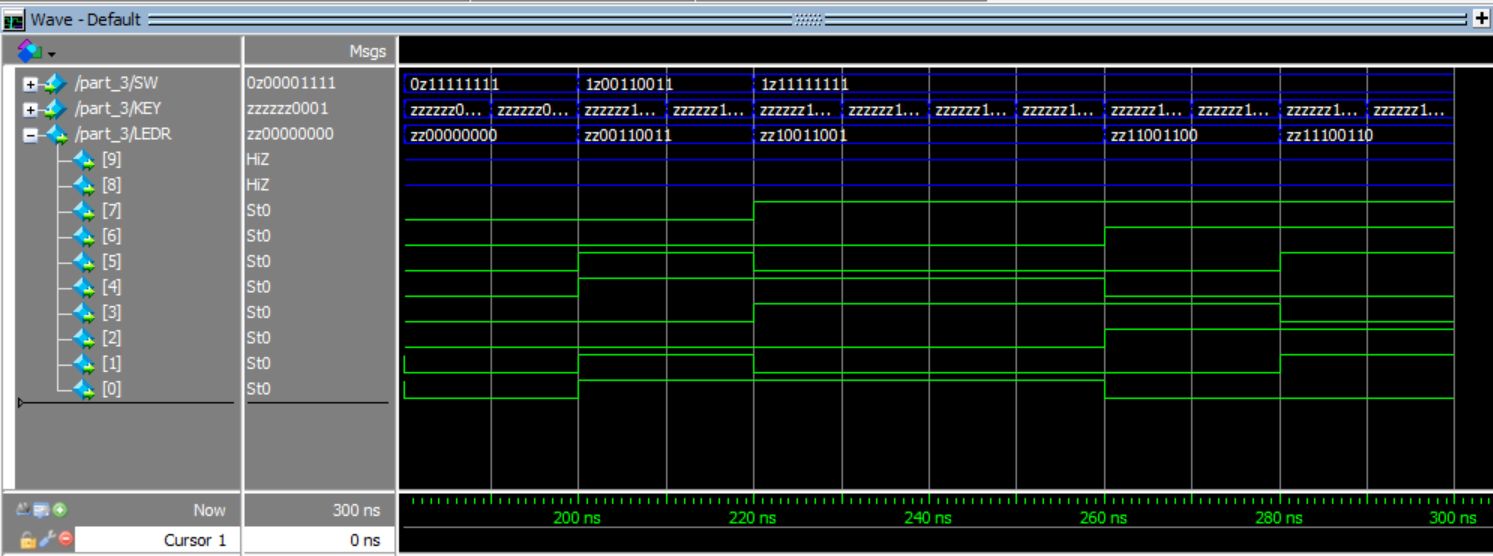 Wave - Default
Msgs
/part_3/SW 0z00001111 0z11111111 1z00110011 1z11111111
/part_3/KEY zzzzzz0001 zzzzzz0... zzzzzz0... zzzzzz1... zzzzzz1... zzzzzz1... zzzzzz1... zzzzzz1... zzzzzz1... zzzzzz1... zzzzzz1... zzzzzz1... zzzzzz1...
/part_3/LEDR zz00000000 zz00000000 zz00110011 zz10011001 zz11001100 zz11100110
[9] HiZ
[8] HiZ
[7] St0
[6] St0
[5] St0
[4] St0
[3] St0
[2] St0
[1] St0
[0] St0
Now 300 ns
200 ns 220 ns 240 ns 260 ns 280 ns 300 ns
Cursor 1 0 ns